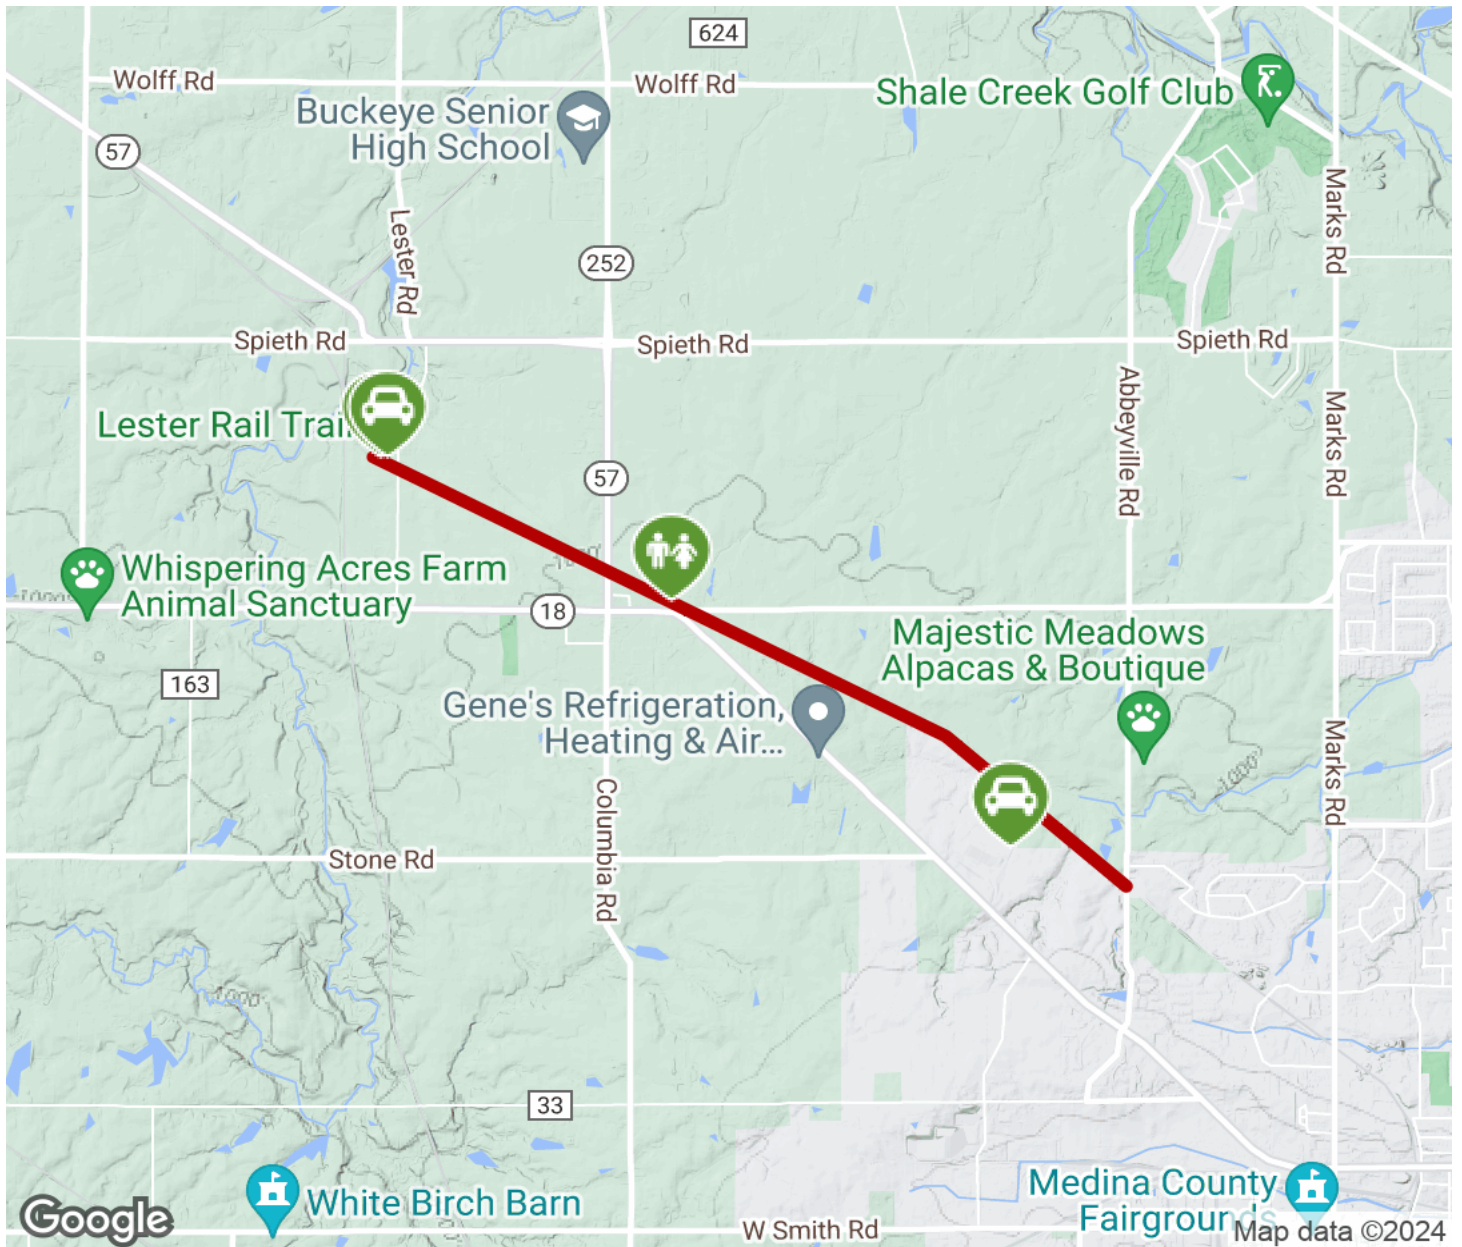 624
Wolff Rd
Wolff Rd
Shale Creek Golf Club
Buckeye Senior
High School
57
Marks Rd
Lester Rd
252
Spieth Rd
Spieth Rd
Spieth Rd
Abbeyville Rd
Marks Rd
Lester Rail Trai
57
Whispering Acres Farm
Animal Sanctuary
18
Majestic Meadows
Alpacas & Boutique
163
Gene's Refrigeration,
Heating & Air...
Marks Rd
1000'
Columbia Rd
Stone Rd
1000'
33
White Birch Barn
Medina County
Fairgrounds
W Smith Rd
Google
Map data ©2024